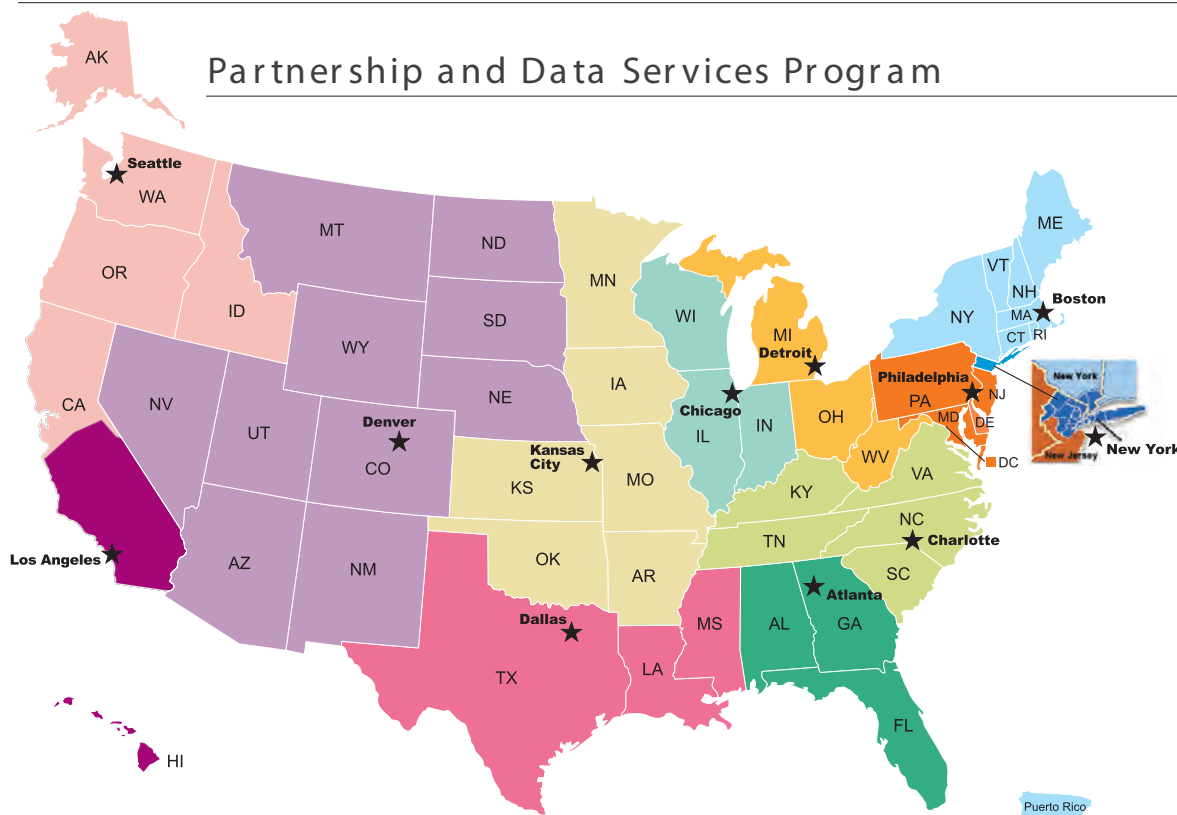 AK
Partnership and Data Services Program
Seattle
WA
OR
ID
MT
ND
MN
SD
WY
WI
MI
Detroit
ME
VT
NH
NY
MA
Boston
CT
RI
CA
NV
UT
NE
IA
Denver
CO
Chicago
IL
IN
OH
Philadelphia
PA
NJ
MD
DE
DC
WV
VA
New York
New Jersey
New York
Kansas
City
KS
MO
KY
NC
Charlotte
TN
SC
Los Angeles
AZ
NM
OK
AR
Dallas
TX
LA
MS
AL
Atlanta
GA
FL
HI
Puerto Rico